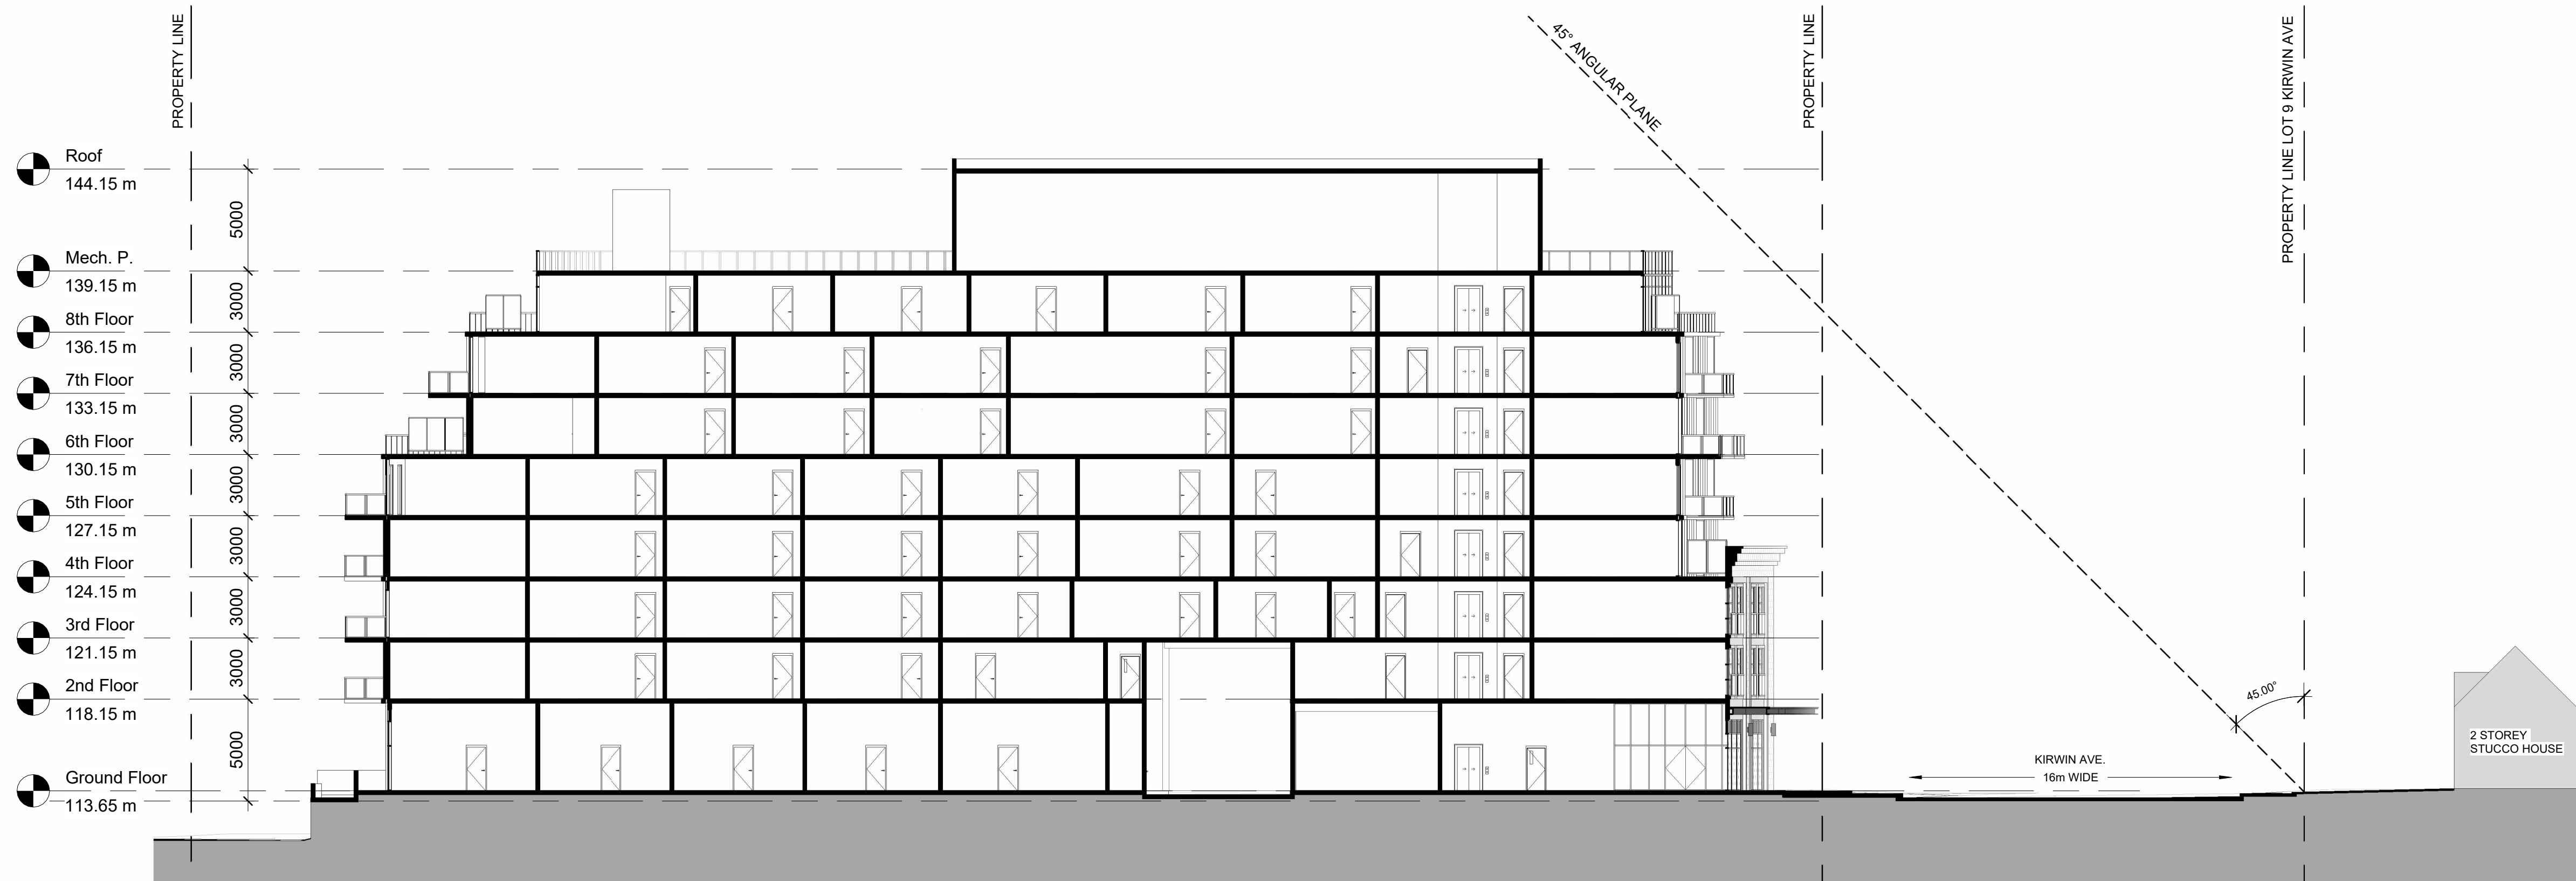 PROPERTY LINE
45° ANGULAR PLANE
PROPERTY LINE
PROPERTY LINE LOT 9 KIRWIN AVE
Roof
144.15 m
5000
Mech. P.
139.15 m
3000
8th Floor
136.15 m
3000
7th Floor
133.15 m
3000
6th Floor
130.15 m
3000
5th Floor
127.15 m
3000
4th Floor
124.15 m
3000
3rd Floor
121.15 m
3000
2nd Floor
118.15 m
5000
Ground Floor
113.65 m
45.00°
KIRWIN AVE.
16m WIDE
2 STOREY
STUCCO HOUSE